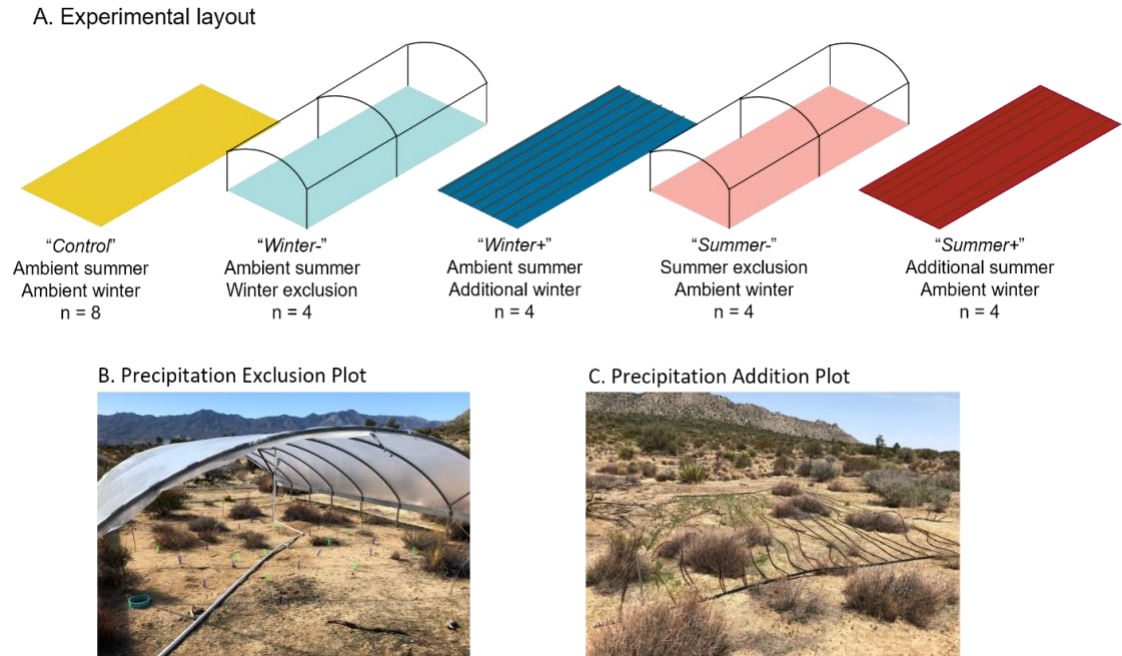 A. Experimental layout
“Control”
Ambient summer
Ambient winter
n = 8
“Winter-”
Ambient summer
Winter exclusion
n = 4
“Winter+”
Ambient summer
Additional winter
n = 4
“Summer-”
Summer exclusion
Ambient winter
n = 4
“Summer+”
Additional summer
Ambient winter
n = 4
B. Precipitation Exclusion Plot
C. Precipitation Addition Plot